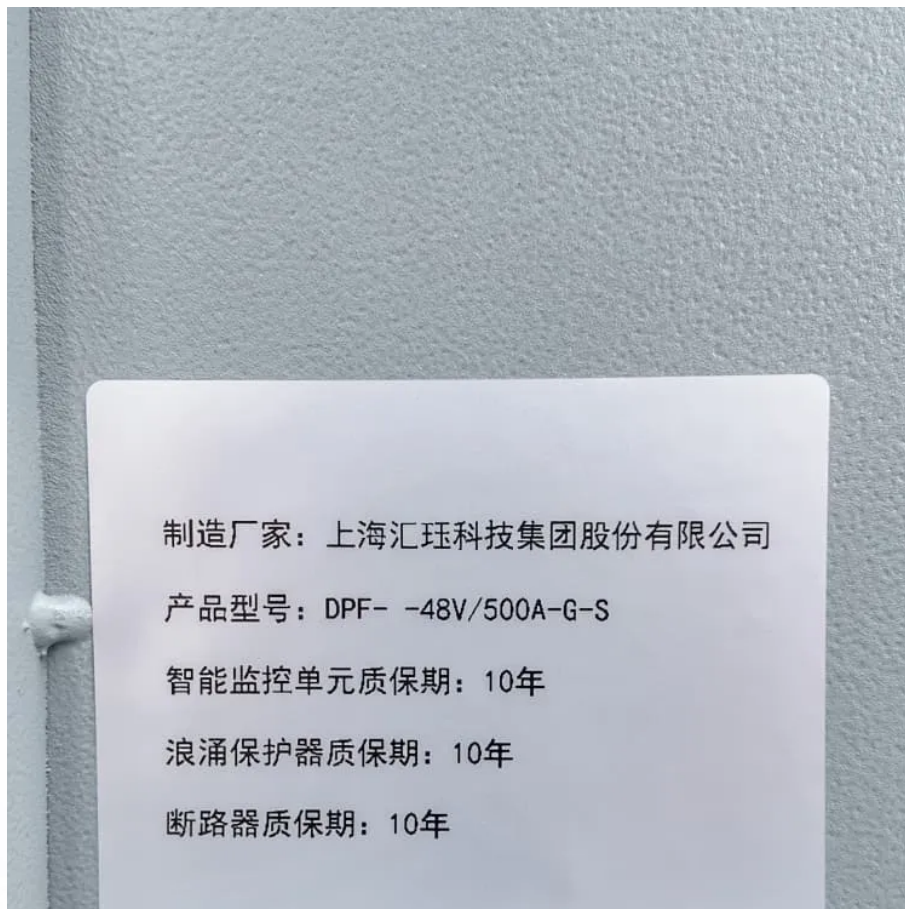 制造厂家：上海汇珏科技集团股份有限公司
产品型号：DPF- -48V/500A-G-S
智能监控单元质保期：10年
浪涌保护器质保期：10年
断路器质保期：10年